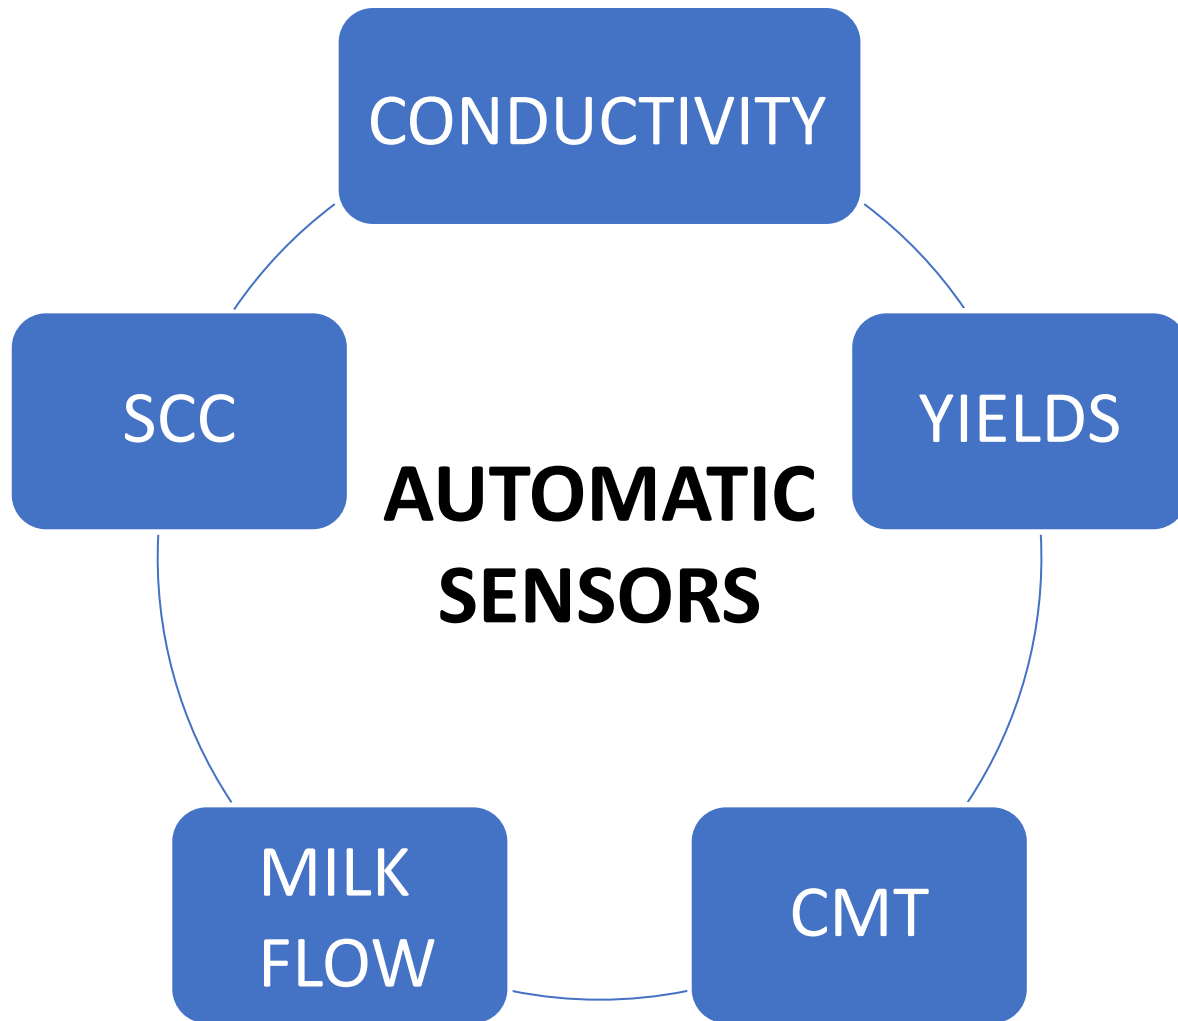 CONDUCTIVITY
SCC
YIELDS
AUTOMATIC
SENSORS
MILK
FLOW
CMT